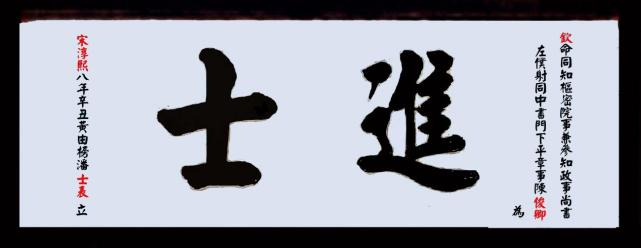 欽命同知樞密院事兼參知政事尚書
左僕射同中書門下平章事陳俊卿
為
進士
宋淳熙八年辛丑黃由榜潘士表立